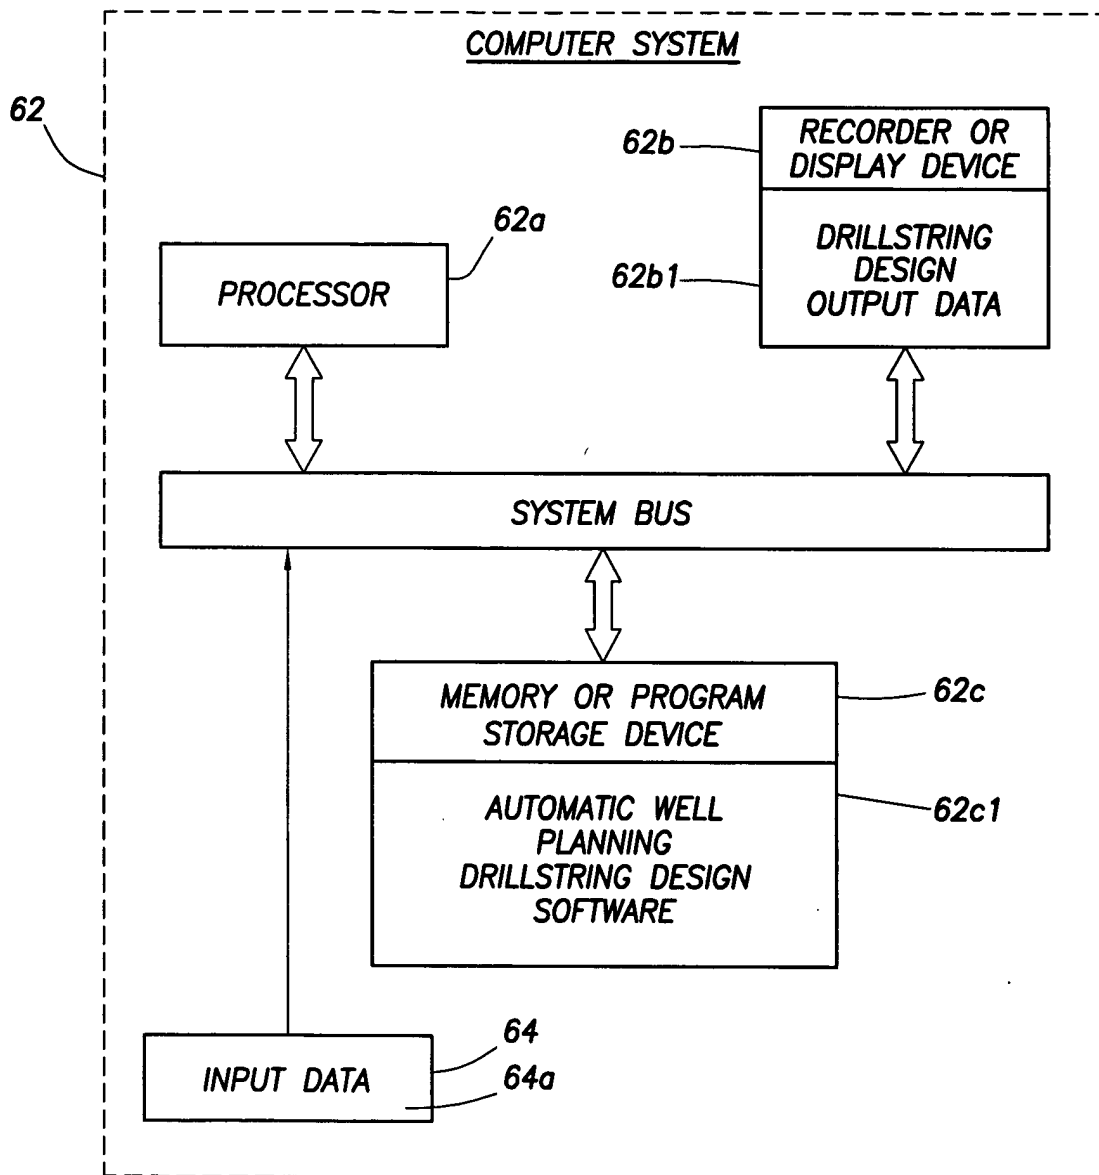 COMPUTER SYSTEM
62
62b
RECORDER OR
DISPLAY DEVICE
62a
62b1
DRILLSTRING
DESIGN
OUTPUT DATA
PROCESSOR
SYSTEM BUS
MEMORY OR PROGRAM
STORAGE DEVICE
62c
AUTOMATIC WELL
PLANNING
DRILLSTRING DESIGN
SOFTWARE
62c1
INPUT DATA
64
64a